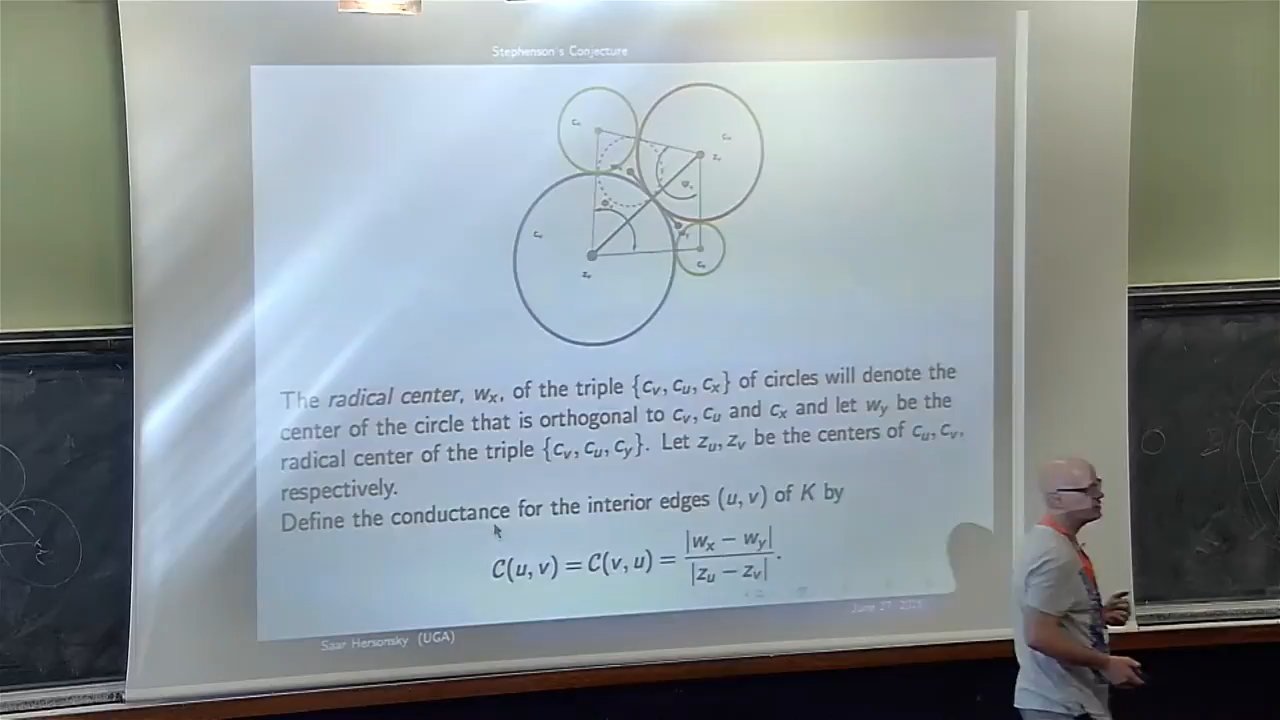 Stephenson's Conjecture
The radical center, w_x, of the triple {c_v, c_u, c_x} of circles will denote the
center of the circle that is orthogonal to c_v, c_u and c_x and let w_y be the
radical center of the triple {c_v, c_u, c_y}. Let z_u, z_v be the centers of c_u, c_v,
respectively.
Define the conductance for the interior edges (u, v) of K by
C(u, v) = C(v, u) = |w_x − w_y| / |z_u − z_v|.
Saar Hersonsky (UGA)